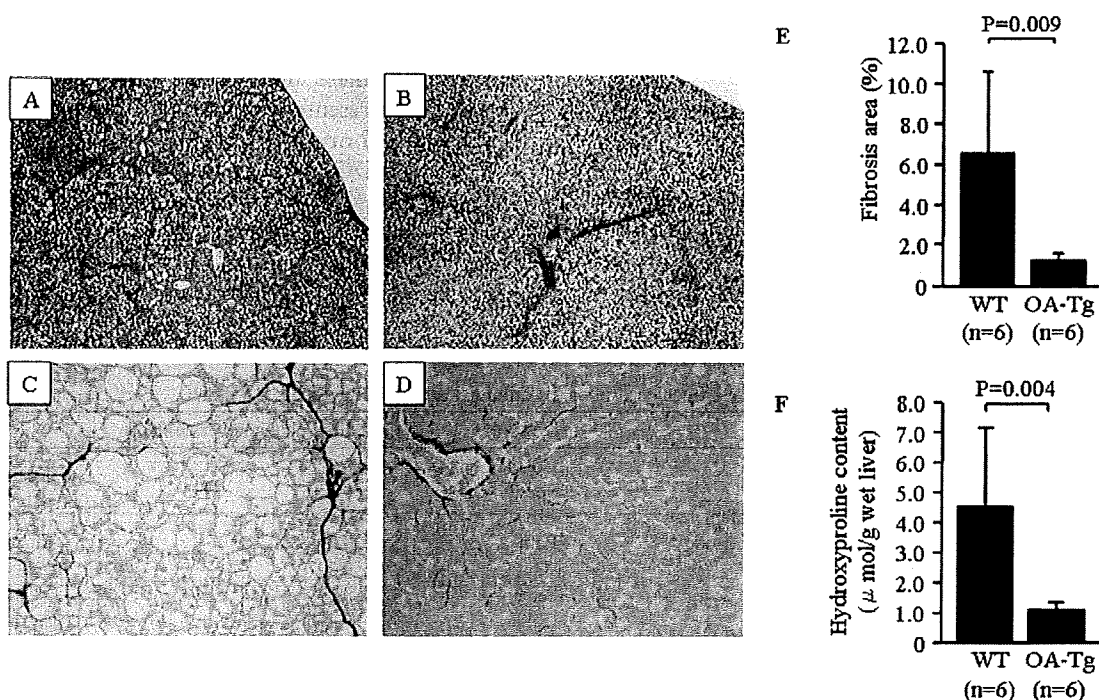 A
B
C
D
E
P=0.009
Fibrosis area (%)
12.0
10.0
8.0
6.0
4.0
2.0
0
WT
OA-Tg
(n=6)
(n=6)
F
P=0.004
Hydroxyproline content
(μ mol/g wet liver)
8.0
7.0
6.0
5.0
4.0
3.0
2.0
1.0
0
WT
OA-Tg
(n=6)
(n=6)